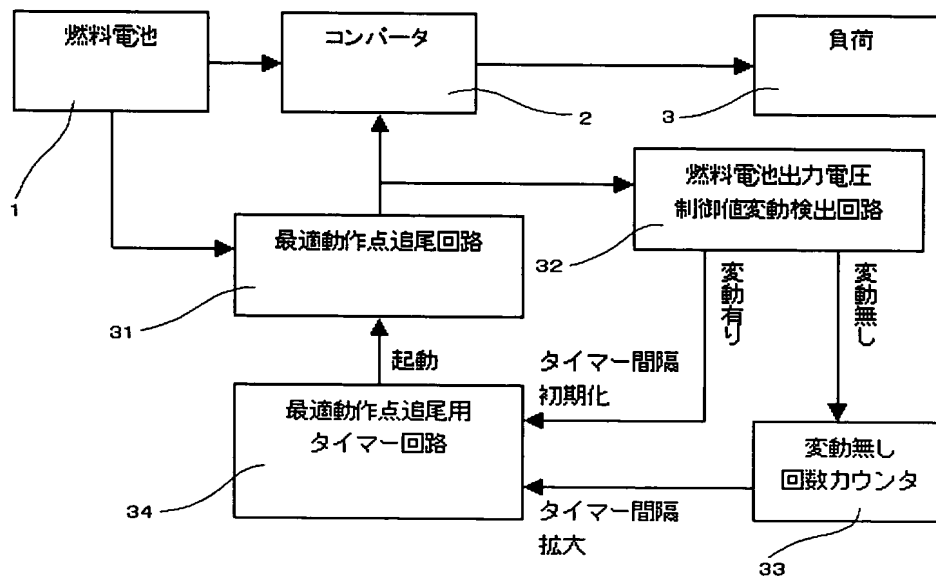 燃料電池
コンバータ
負荷
1
2
3
燃料電池出力電圧
制御値変動検出回路
32
最適動作点追尾回路
31
変動有り
変動無し
起動
タイマー間隔
初期化
最適動作点追尾用
タイマー回路
34
変動無し
回数カウンタ
33
タイマー間隔
拡大